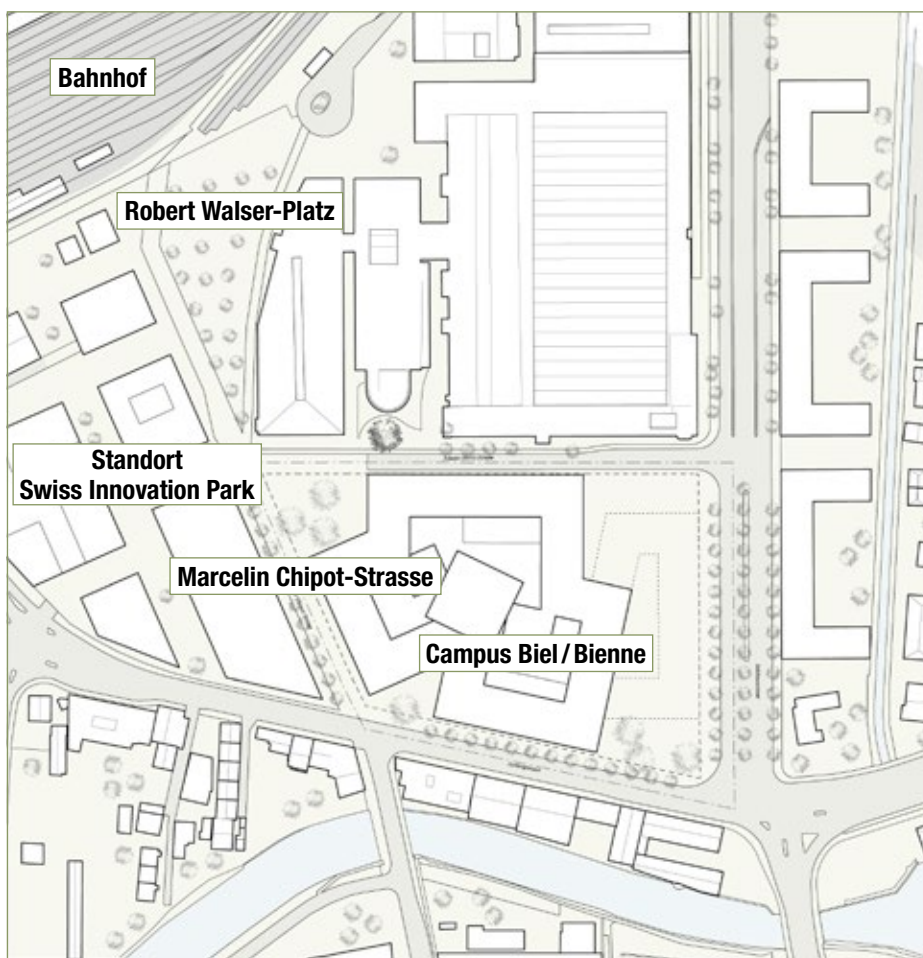 Bahnhof
Robert Walser-Platz
Standort
Swiss Innovation Park
Marcelin Chipot-Strasse
Campus Biel / Bienne